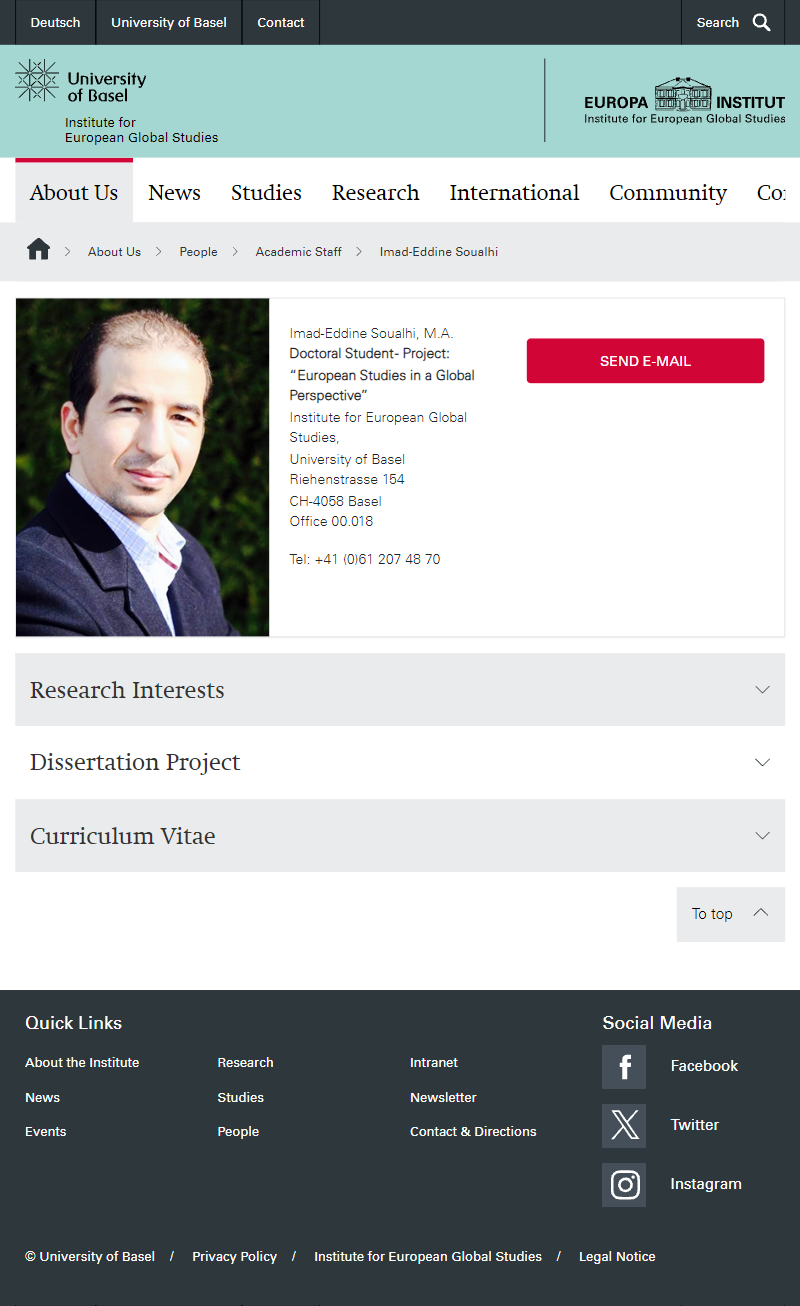 Deutsch
University of Basel
Contact
Search
University
of Basel
Institute for
European Global Studies
EUROPA INSTITUT
Institute for European Global Studies
About Us
News
Studies
Research
International
Community
Co
About Us
People
Academic Staff
Imad-Eddine Soualhi
Imad-Eddine Soualhi, M.A.
Doctoral Student- Project:
“European Studies in a Global
Perspective”
Institute for European Global
Studies,
University of Basel
Riehenstrasse 154
CH-4058 Basel
Office 00.018
Tel: +41 (0)61 207 48 70
SEND E-MAIL
Research Interests
Dissertation Project
Curriculum Vitae
To top
Quick Links
About the Institute
News
Events
Research
Studies
People
Intranet
Newsletter
Contact & Directions
Social Media
Facebook
Twitter
Instagram
© University of Basel / Privacy Policy / Institute for European Global Studies / Legal Notice